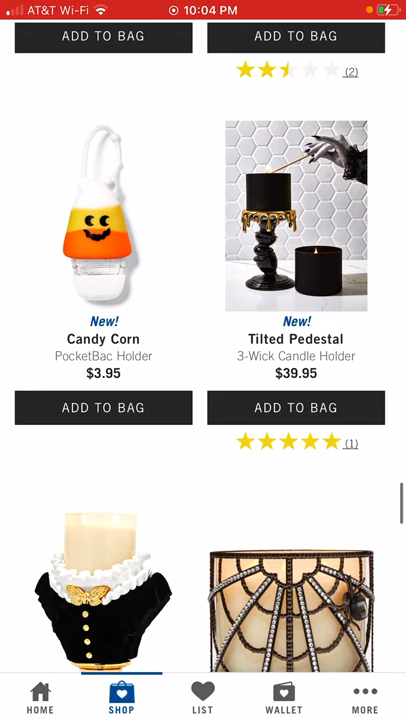 AT&T Wi-Fi 10:04 PM
ADD TO BAG ADD TO BAG
(2)
New! New!
Candy Corn Tilted Pedestal
PocketBac Holder 3-Wick Candle Holder
$3.95 $39.95
ADD TO BAG ADD TO BAG
(1)
HOME SHOP LIST WALLET MORE